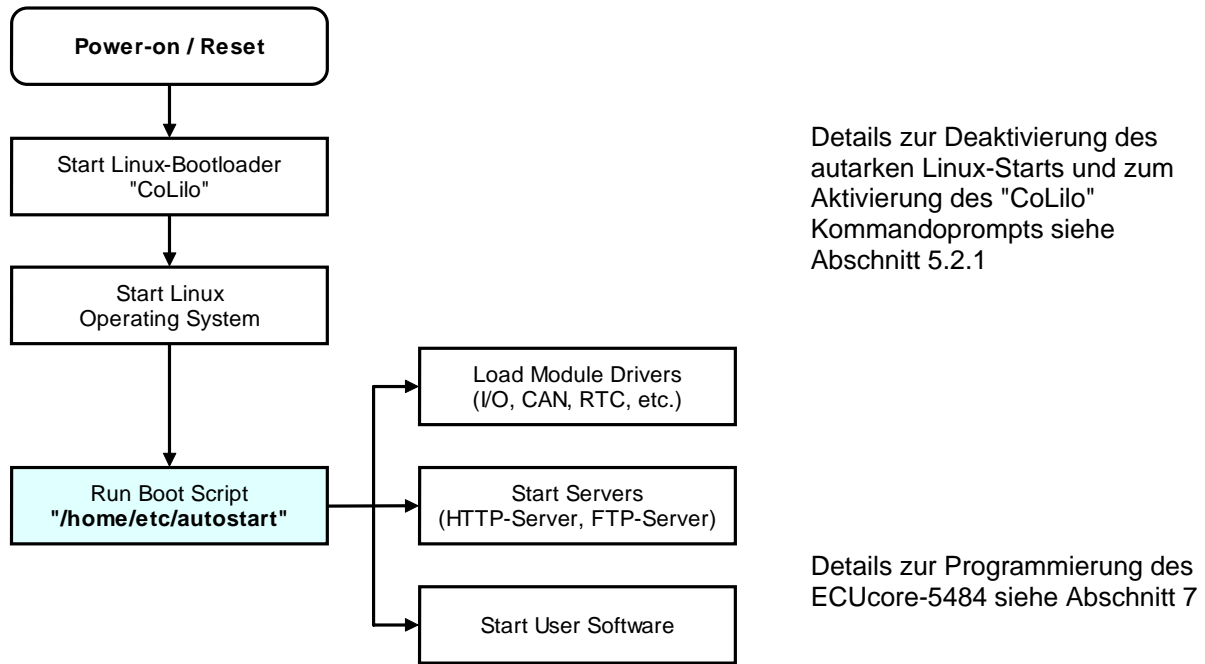 Power-on / Reset
Start Linux-Bootloader
"CoLilo"
Details zur Deaktivierung des
autarken Linux-Starts und zum
Aktivierung des "CoLilo"
Kommandoprompts siehe
Abschnitt 5.2.1
Start Linux
Operating System
Load Module Drivers
(I/O, CAN, RTC, etc.)
Run Boot Script
"/home/etc/autostart"
Start Servers
(HTTP-Server, FTP-Server)
Start User Software
Details zur Programmierung des
ECUcore-5484 siehe Abschnitt 7